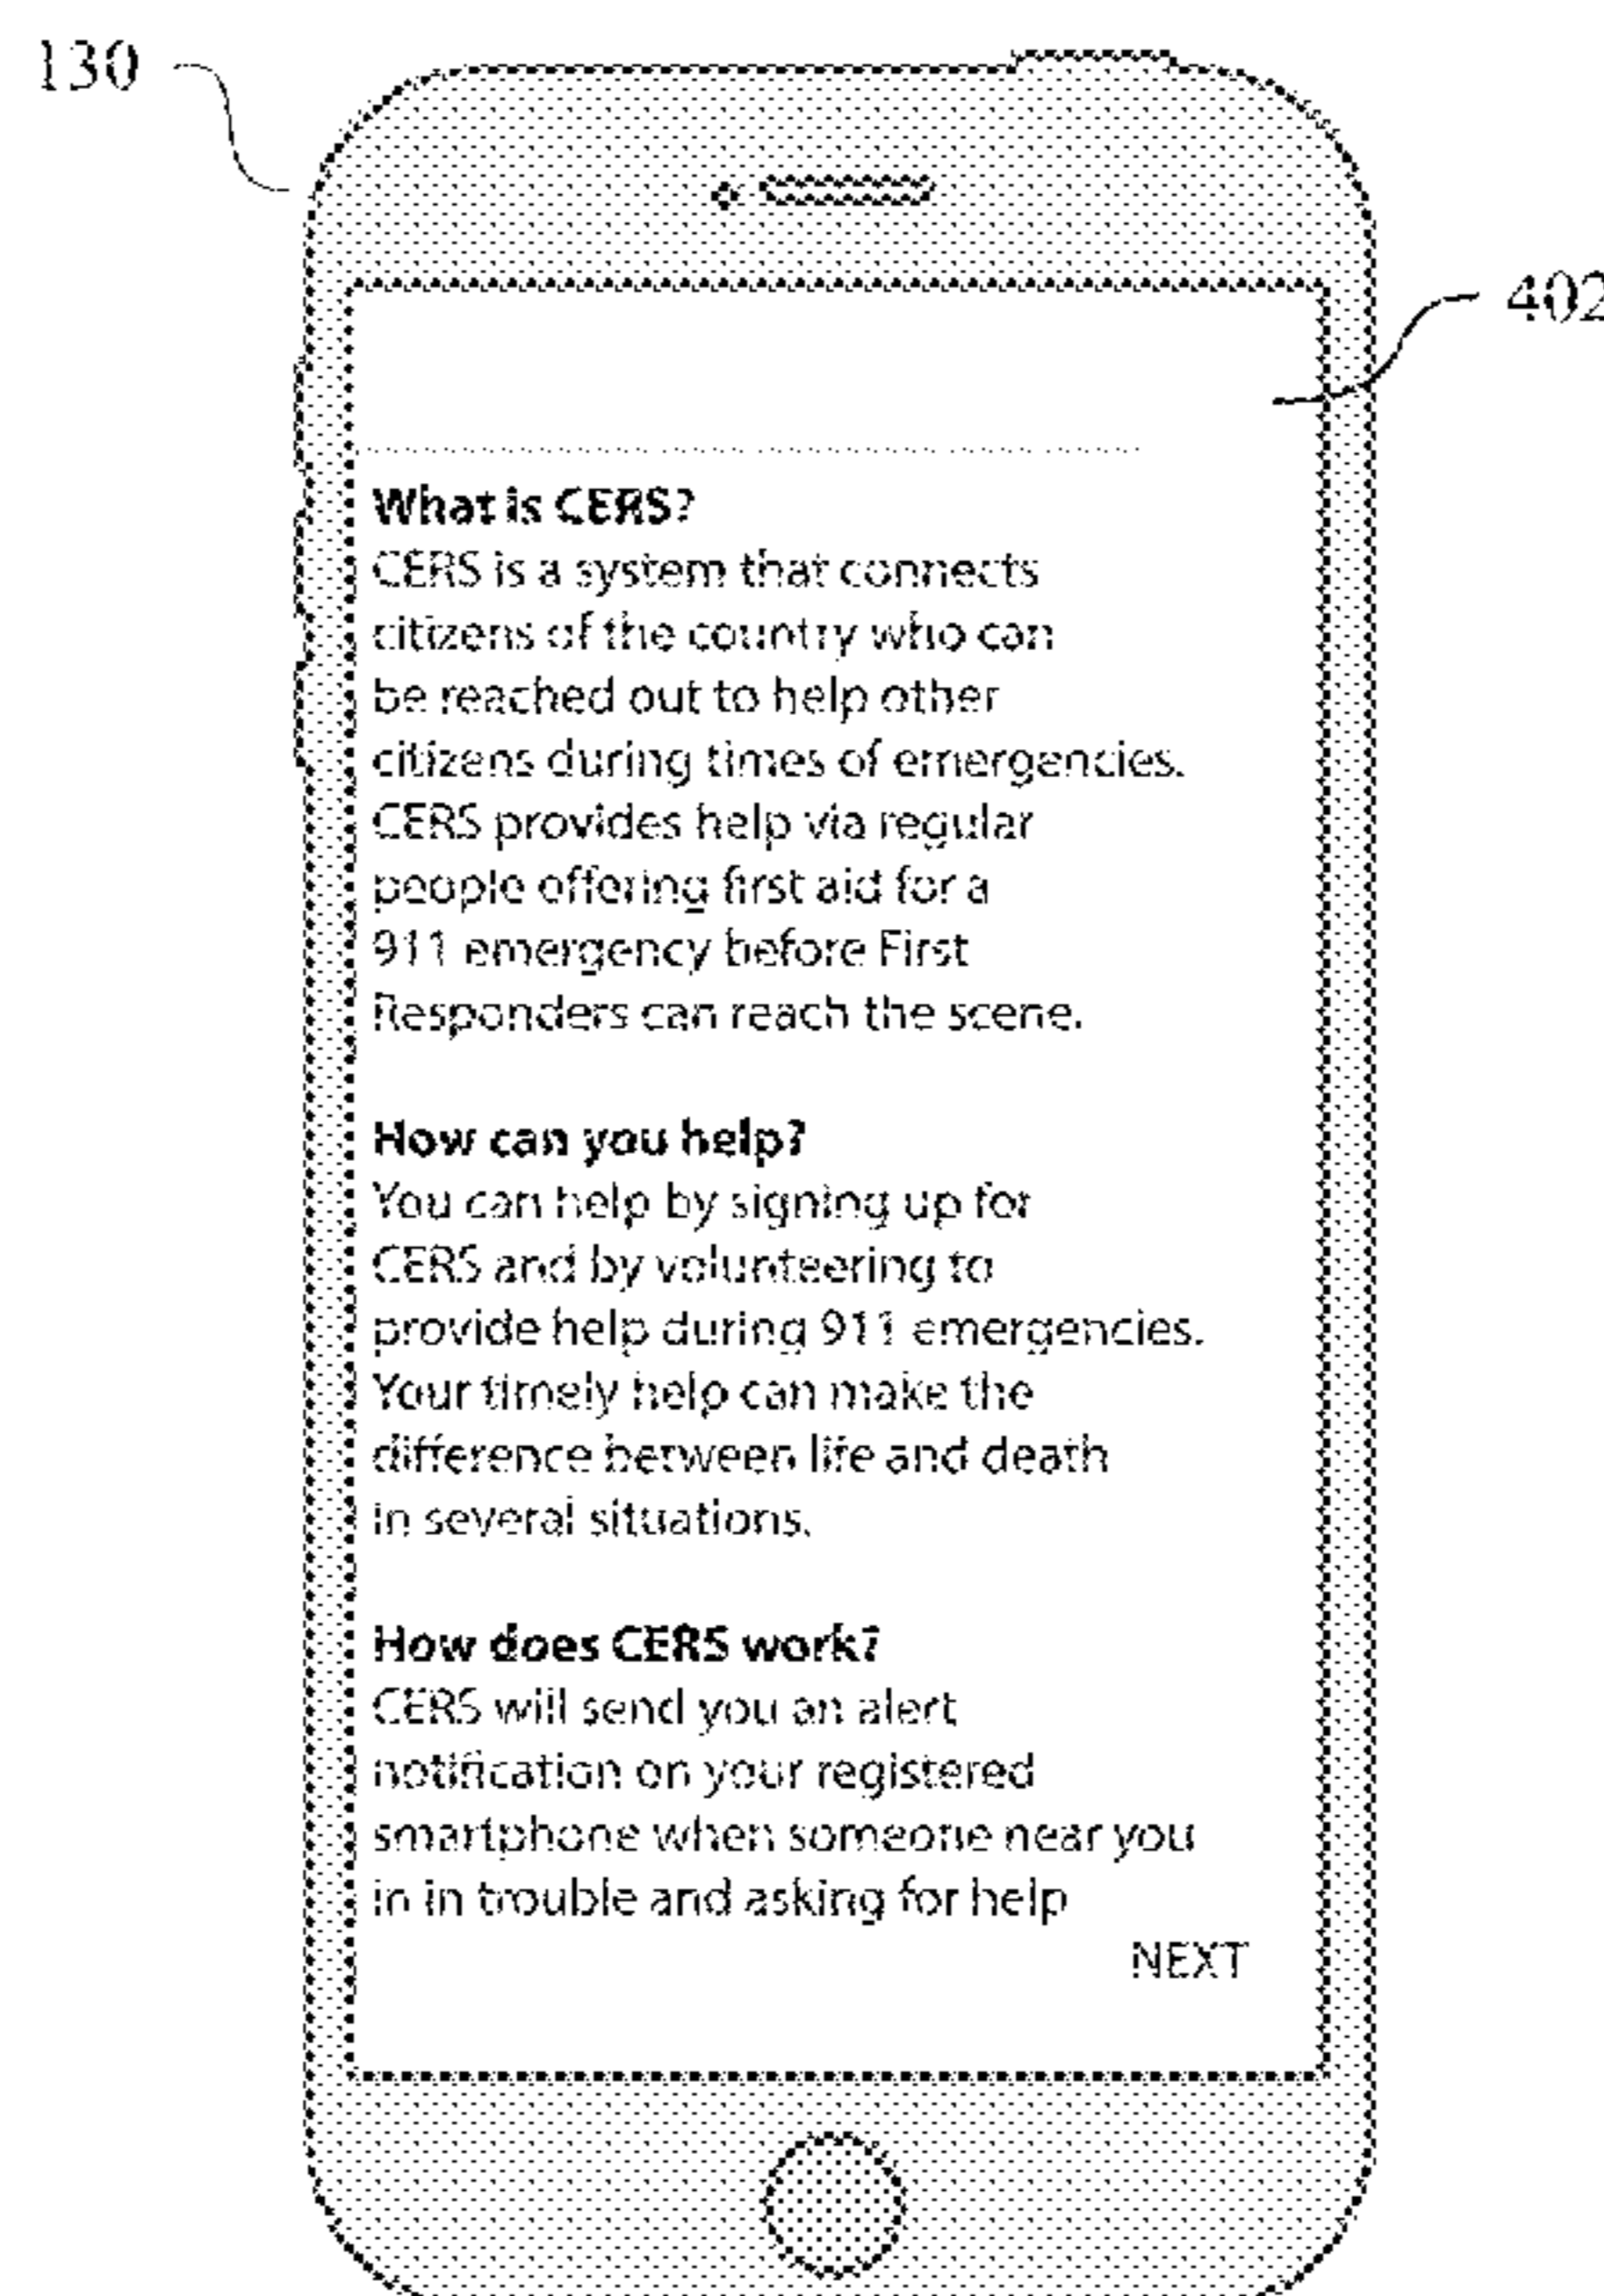 130
402
What is CERS?
CERS is a system that connects
citizens of the country who can
be reached out to help other
citizens during times of emergencies.
CERS provides help via regular
people offering first aid for a
911 emergency before First
Responders can reach the scene.
How can you help?
You can help by signing up for
CERS and by volunteering to
provide help during 911 emergencies.
Your timely help can make the
difference between life and death
in several situations.
How does CERS work?
CERS will send you an alert
notification on your registered
smartphone when someone near you
in in trouble and asking for help
NEXT